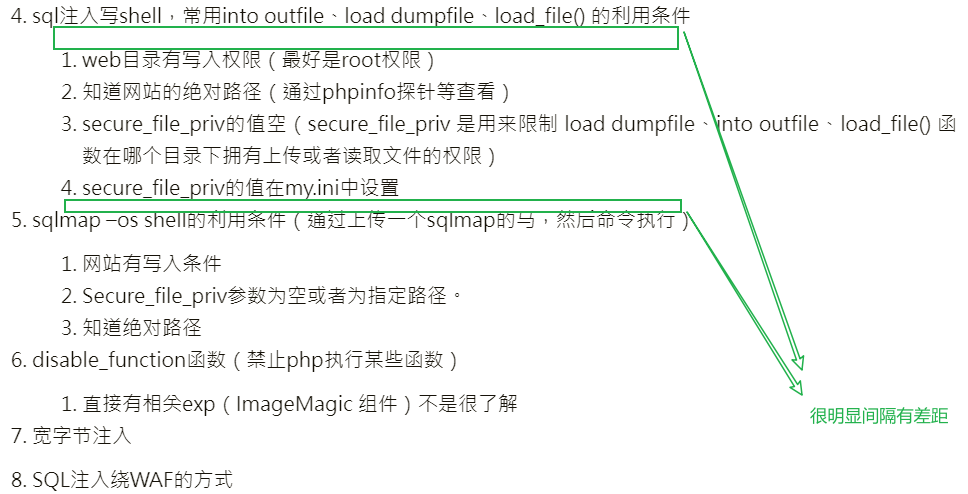 4. sql注入写shell，常用into outfile、load dumpfile、load_file() 的利用条件
1. web目录有写入权限（最好是root权限）
2. 知道网站的绝对路径（通过phpinfo探针等查看）
3. secure_file_priv的值空（secure_file_priv 是用来限制 load dumpfile、into outfile、load_file() 函
数在哪个目录下拥有上传或者读取文件的权限）
4. secure_file_priv的值在my.ini中设置
5. sqlmap –os shell的利用条件（通过上传一个sqlmap的马，然后命令执行）
1. 网站有写入条件
2. Secure_file_priv参数为空或者为指定路径。
3. 知道绝对路径
6. disable_function函数（禁止php执行某些函数）
1. 直接有相关exp（ImageMagic 组件）不是很了解
很明显间隔有差距
7. 宽字节注入
8. SQL注入绕WAF的方式